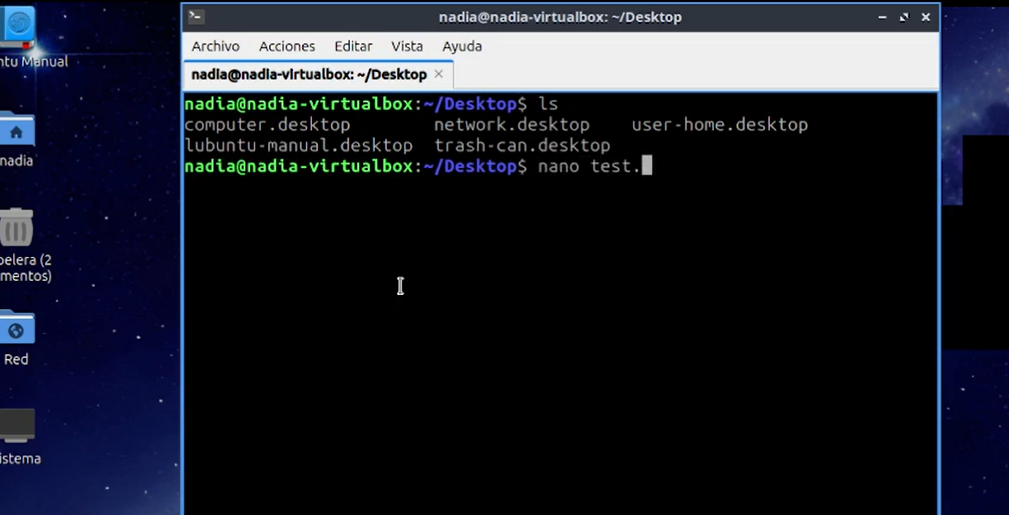 nadia@nadia-virtualbox: ~/Desktop
Archivo Acciones Editar Vista Ayuda
nadia@nadia-virtualbox: ~/Desktop ×
nadia@nadia-virtualbox:~/Desktop$ ls
computer.desktop network.desktop user-home.desktop
lubuntu-manual.desktop trash-can.desktop
nadia@nadia-virtualbox:~/Desktop$ nano test.
ntu Manual
nadia
pelera (2
mentos)
Red
istema